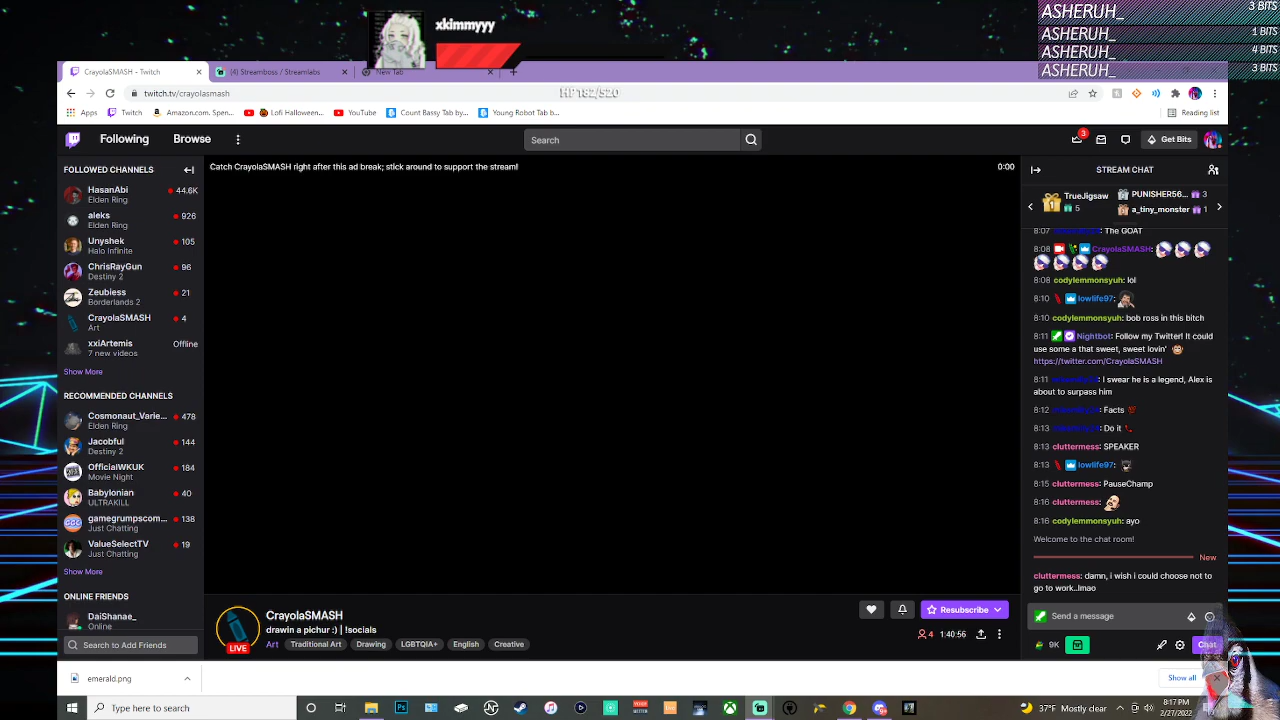 xkimmyyy
ASHERUH_
ASHERUH_ 3 BITS
ASHERUH_
ASHERUH_ 3 BITS
CrayolaSMASH - Twitch
(4) Streamboss / Streamlabs
New Tab
twitch.tv/crayolasmash
HP 182/520
Apps
Twitch
Amazon.com. Spen...
Lofi Halloween...
YouTube
Count Bassy Tab by...
Young Robot Tab b...
Reading list
Following
Browse
Search
3
Get Bits
FOLLOWED CHANNELS
HasanAbi 44.6K
Elden Ring
aleks 926
Elden Ring
Unyshek 105
Halo Infinite
ChrisRayGun 96
Destiny 2
Zeubless 21
Borderlands 2
CrayolaSMASH 4
Art
xxiArtemis Offline
7 new videos
Show More
RECOMMENDED CHANNELS
Cosmonaut_Varie... 478
Elden Ring
Jacobful 144
Destiny 2
OfficialWKUK 184
Movie Night
Babylonian 40
ULTRAKILL
gamegrumpscom... 138
Just Chatting
ValueSelectTV 19
Just Chatting
Show More
ONLINE FRIENDS
DaiShanae_
Online
Search to Add Friends
Catch CrayolaSMASH right after this ad break; stick around to support the stream!
0:00
CrayolaSMASH
drawin a pichur :) | !socials
Art
Traditional Art
Drawing
LGBTQIA+
English
Creative
LIVE
Resubscribe
4
1:40:56
STREAM CHAT
1
TrueJigsaw
5
PUNISHER56... 3
a_tiny_monster 1
8:07 : The GOAT
8:08 CrayolaSMASH:
8:08 codylemmonsyuh: lol
8:10 lowlife97:
8:10 codylemmonsyuh: bob ross in this bitch
8:11 Nightbot: Follow my Twitter! It could
use some a that sweet, sweet lovin'
https://twitter.com/CrayolaSMASH
8:11 : I swear he is a legend, Alex is
about to surpass him
8:12 : Facts 💯
8:13 : Do it
8:13 cluttermess: SPEAKER
8:13 lowlife97:
8:15 cluttermess: PauseChamp
8:16 cluttermess:
8:16 codylemmonsyuh: ayo
Welcome to the chat room!
New
cluttermess: damn, i wish i could choose not to
go to work..lmao
Send a message
9K
Chat
emerald.png
Show all
Type here to search
37°F
8:17 PM
2/27/202